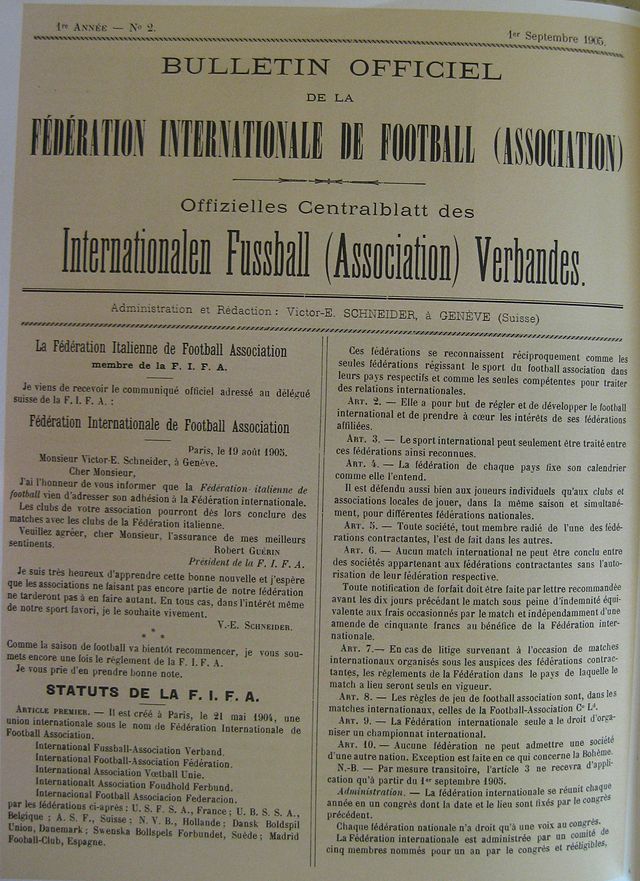 1re ANNÉE — No 2.
1er Septembre 1905.
BULLETIN OFFICIEL
DE LA
FÉDÉRATION INTERNATIONALE DE FOOTBALL (ASSOCIATION)
Offizielles Centralblatt des
Internationalen Fussball (Association) Verbandes.
Administration et Rédaction : Victor-E. SCHNEIDER, à GENÈVE (Suisse)
La Fédération Italienne de Football Association
membre de la F. I. F. A.
Je viens de recevoir le communiqué officiel adressé au délégué
suisse de la F. I. F. A. :
Fédération Internationale de Football Association
Paris, le 19 août 1905.
Monsieur Victor-E. Schneider, à Genève.
Cher Monsieur,
J'ai l'honneur de vous informer que la Fédération italienne de
football vien d'adresser son adhésion à la Fédération internationale.
Les clubs de votre association pourront dès lors conclure des
matches avec les clubs de la Fédération italienne.
Veuillez agréer, cher Monsieur, l'assurance de mes meilleurs
sentiments.
Robert GUÉRIN
Président de la F. I. F. A.
Je suis très heureux d'apprendre cette bonne nouvelle et j'espère
que les associations ne faisant pas encore partie de notre fédération
ne tarderont pas à en faire autant. En tous cas, dans l'intérêt même
de notre sport favori, je le souhaite vivement.
V.-E. SCHNEIDER.
* * *
Comme la saison de football va bientôt recommencer, je vous sou-
mets encore une fois le règlement de la F. I. F. A.
Je vous prie d'en prendre bonne note.
STATUTS DE LA F. I. F. A.
ARTICLE PREMIER. — Il est créé à Paris, le 21 mai 1904, une
union internationale sous le nom de Fédération Internationale de
Football Association.
International Fussball-Association Verband.
International Football-Association Fédération.
International Association Vœtball Unie.
Internationalt Association Foudhold Ferbund.
Internacional Football Associacion Federacion.
par les fédérations ci-après : U. S. F. S. A., France ; U. B. S. S. A.,
Belgique ; A. S. F., Suisse ; N. V. B., Hollande ; Dansk Boldspil
Union, Danemark ; Swenska Bollspels Forbundet, Suède ; Madrid
Fooball-Club, Espagne.
Ces fédérations se reconnaissent réciproquement comme les
seules fédérations régissant le sport du football association dans
leurs pays respectifs et comme les seules compétentes pour traiter
des relations internationales.
ART. 2. — Elle a pour but de régler et de développer le football
international et de prendre à cœur les intérêts de ses fédérations
affiliées.
ART. 3. — Le sport international peut seulement être traité entre
ces fédérations ainsi reconnues.
ART. 4. — La fédération de chaque pays fixe son calendrier
comme elle l'entend.
Il est défendu aussi bien aux joueurs individuels qu'aux clubs et
associations locales de jouer, dans la même saison et simultané-
ment, pour différentes fédérations nationales.
ART. 5. — Toute société, tout membre radié de l'une des fédé-
rations contractantes, l'est de fait dans les autres.
ART. 6. — Aucun match international ne peut être conclu entre
des sociétés appartenant aux fédérations contractantes sans l'auto-
risation de leur fédération respective.
Toute notification de forfait doit être faite par lettre recommandée
avant les dix jours précédant le match sous peine d'indemnité équi-
valente aux frais occasionnés par le match et indépendamment d'une
amende de cinquante francs au bénéfice de la Fédération inter-
nationale.
ART. 7.— En cas de litige survenant à l'occasion de matches
internationaux organisés sous les auspices des fédérations contrac-
tantes, les règlements de la Fédération dans le pays de laquelle le
match a lieu seront seuls en vigueur.
ART. 8. — Les règles de jeu de football association sont, dans les
matches internationaux, celles de la Football-Association Co Ld.
ART. 9. — La Fédération internationale seule a le droit d'orga-
niser un championnat international.
ART. 10. — Aucune fédération ne peut admettre une société
d'une autre nation. Exception est faite en ce qui concerne la Bohême.
N.-B. — Par mesure transitoire, l'article 3 ne recevra d'appli-
cation qu'à partir du 1er septembre 1905.
Administration. — La fédération internationale se réunit chaque
année en un congrès dont la date et le lieu sont fixés par le congrès
précédent.
Chaque fédération nationale n'a droit qu'à une voix au congrès.
La Fédération internationale est administrée par un comité de
cinq membres nommés pour un an par le congrès et rééligibles,